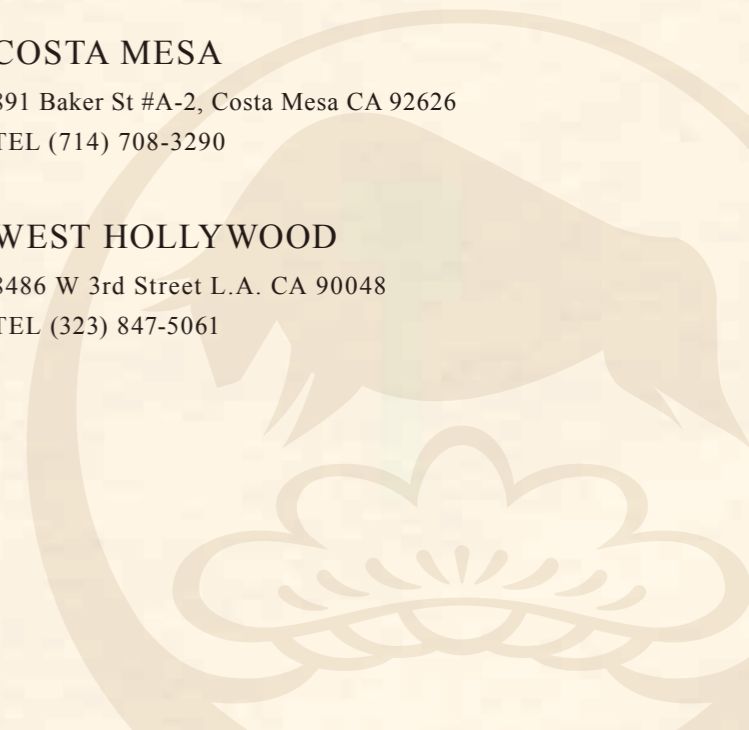 COSTA MESA
891 Baker St #A-2, Costa Mesa CA 92626
TEL (714) 708-3290
WEST HOLLYWOOD
8486 W 3rd Street L.A. CA 90048
TEL (323) 847-5061